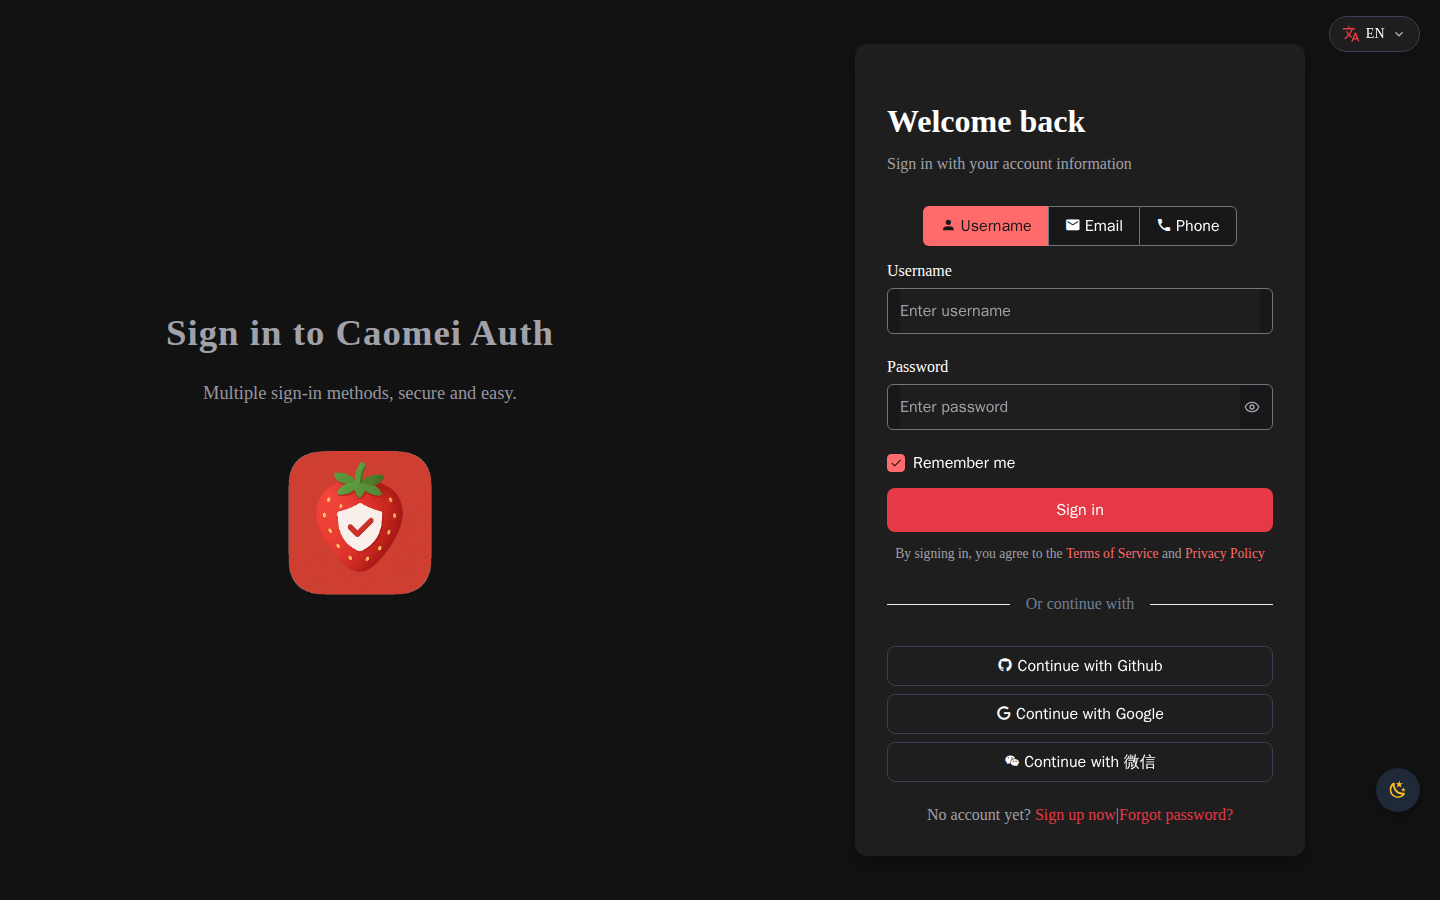 EN
Sign in to Caomei Auth
Multiple sign-in methods, secure and easy.
Welcome back
Sign in with your account information
Username Email Phone
Username
Enter username
Password
Enter password
Remember me
Sign in
By signing in, you agree to the Terms of Service and Privacy Policy
Or continue with
Continue with Github
Continue with Google
Continue with 微信
No account yet? Sign up now|Forgot password?